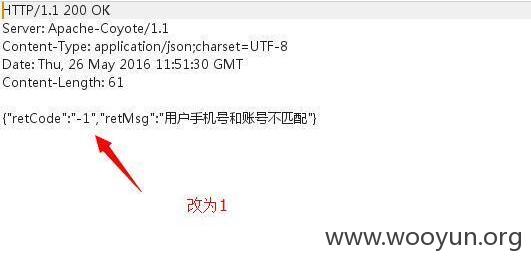 HTTP/1.1 200 OK
Server: Apache-Coyote/1.1
Content-Type: application/json;charset=UTF-8
Date: Thu, 26 May 2016 11:51:30 GMT
Content-Length: 61
{"retCode":"-1","retMsg":"用户手机号和账号不匹配"}
改为1
www.wooyun.org